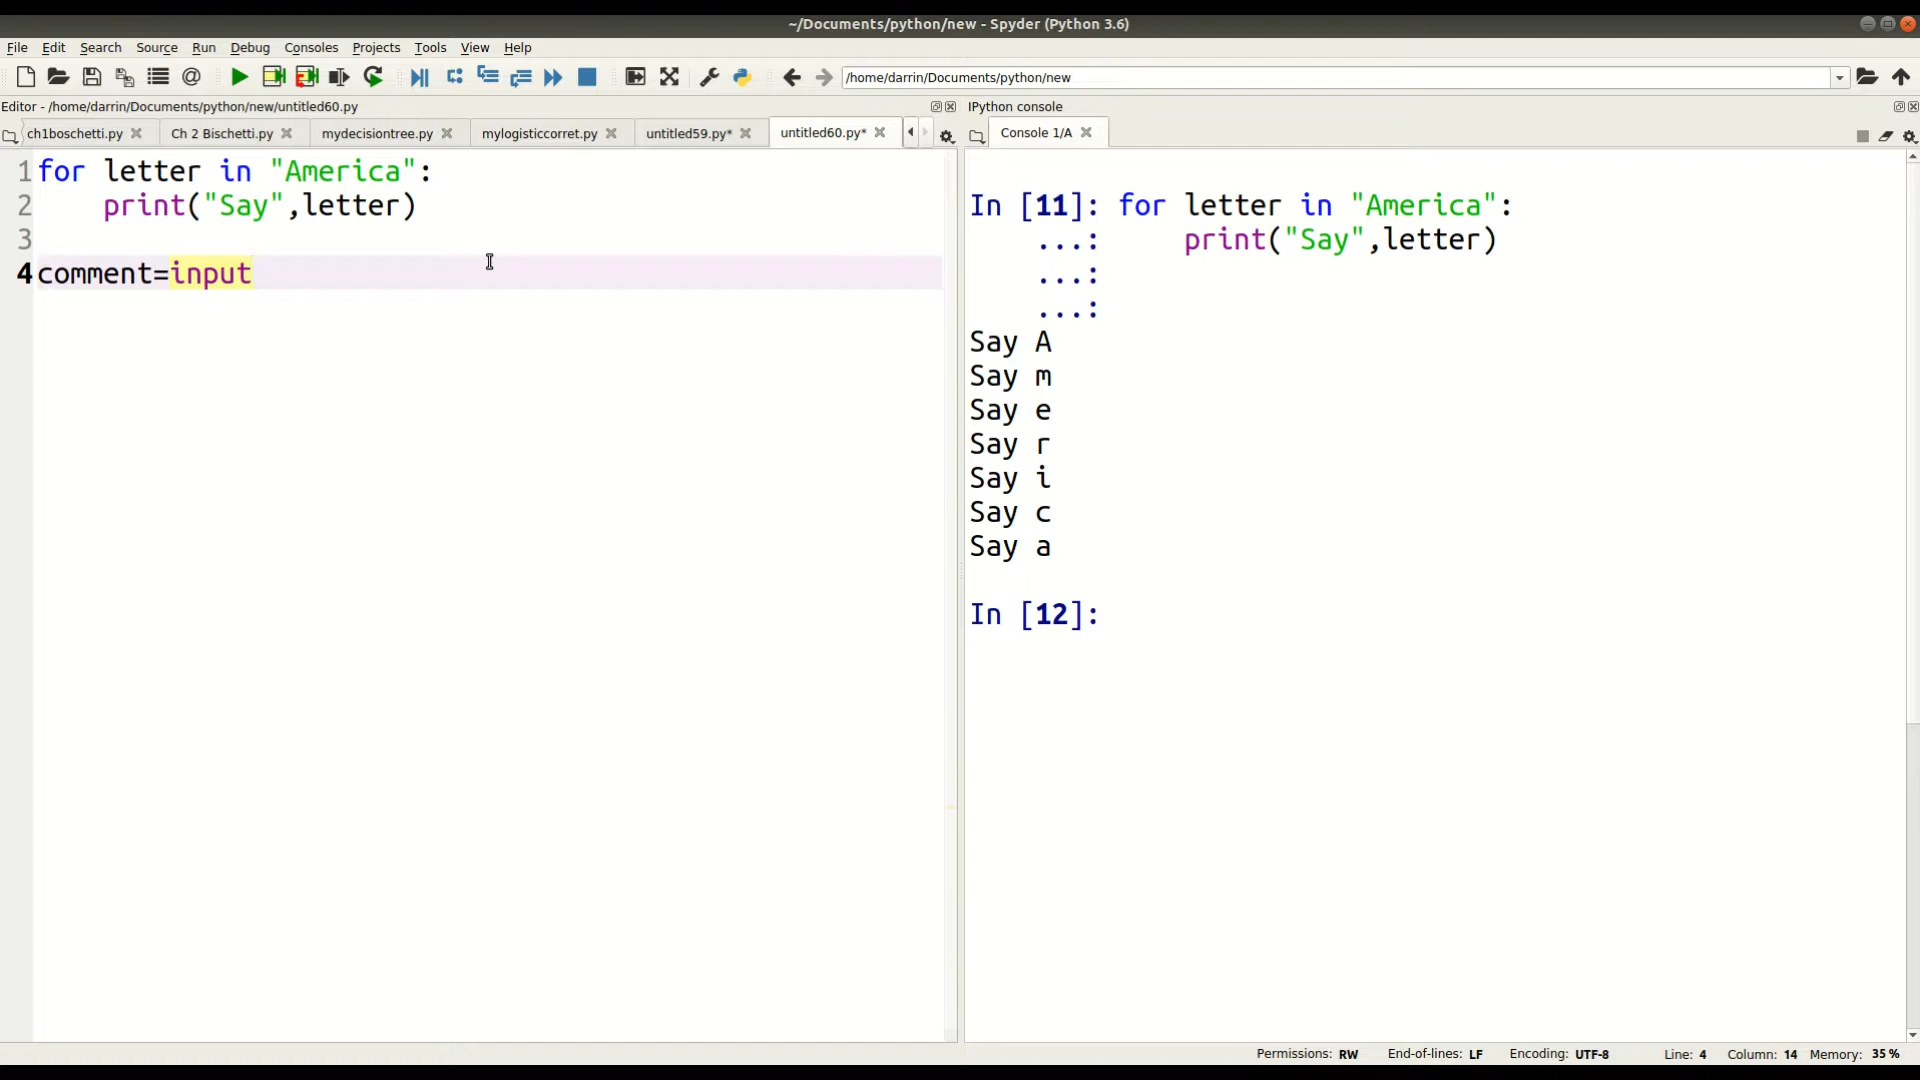 ~/Documents/python/new - Spyder (Python 3.6)
File Edit Search Source Run Debug Consoles Projects Tools View Help
/home/darrin/Documents/python/new
Editor - /home/darrin/Documents/python/new/untitled60.py
IPython console
ch1boschetti.py Ch 2 Bischetti.py mydecisiontree.py mylogisticcorret.py untitled59.py* untitled60.py*
Console 1/A
1 for letter in "America":
2     print("Say",letter)
3
4 comment=input
In [11]: for letter in "America":
    ...:     print("Say",letter)
    ...:
    ...:
Say A
Say m
Say e
Say r
Say i
Say c
Say a
In [12]:
Permissions: RW End-of-lines: LF Encoding: UTF-8 Line: 4 Column: 14 Memory: 35 %